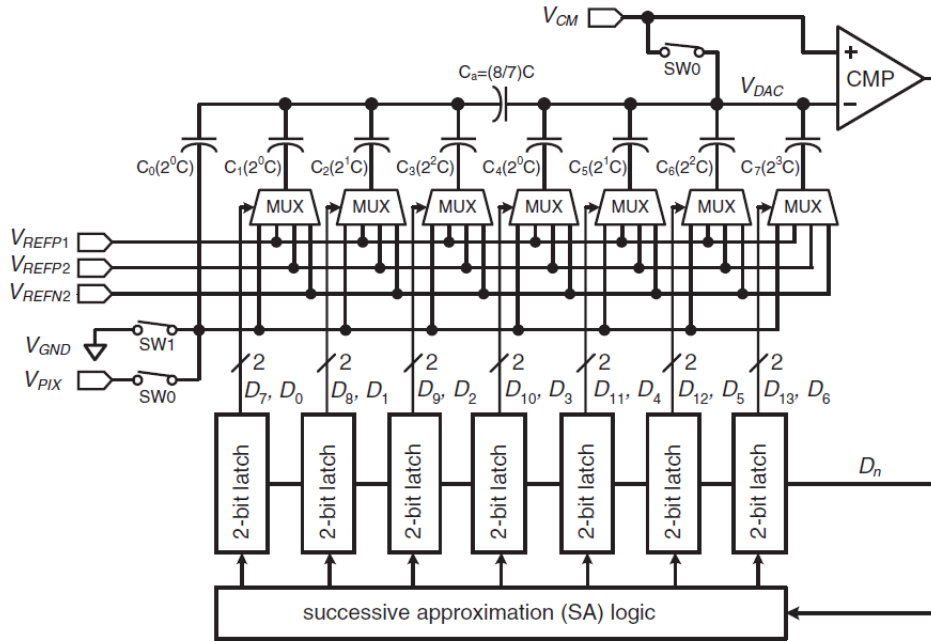 V_CM
SW0
C_a=(8/7)C
V_DAC
+
CMP
−
C_0(2^0C)
C_1(2^0C)
C_2(2^1C)
C_3(2^2C)
C_4(2^0C)
C_5(2^1C)
C_6(2^2C)
C_7(2^3C)
MUX
MUX
MUX
MUX
MUX
MUX
MUX
V_REFP1
V_REFP2
V_REFN2
V_GND
SW1
V_PIX
SW0
2
2
2
2
2
2
2
D_7, D_0
D_8, D_1
D_9, D_2
D_10, D_3
D_11, D_4
D_12, D_5
D_13, D_6
D_n
2-bit latch
2-bit latch
2-bit latch
2-bit latch
2-bit latch
2-bit latch
2-bit latch
successive approximation (SA) logic